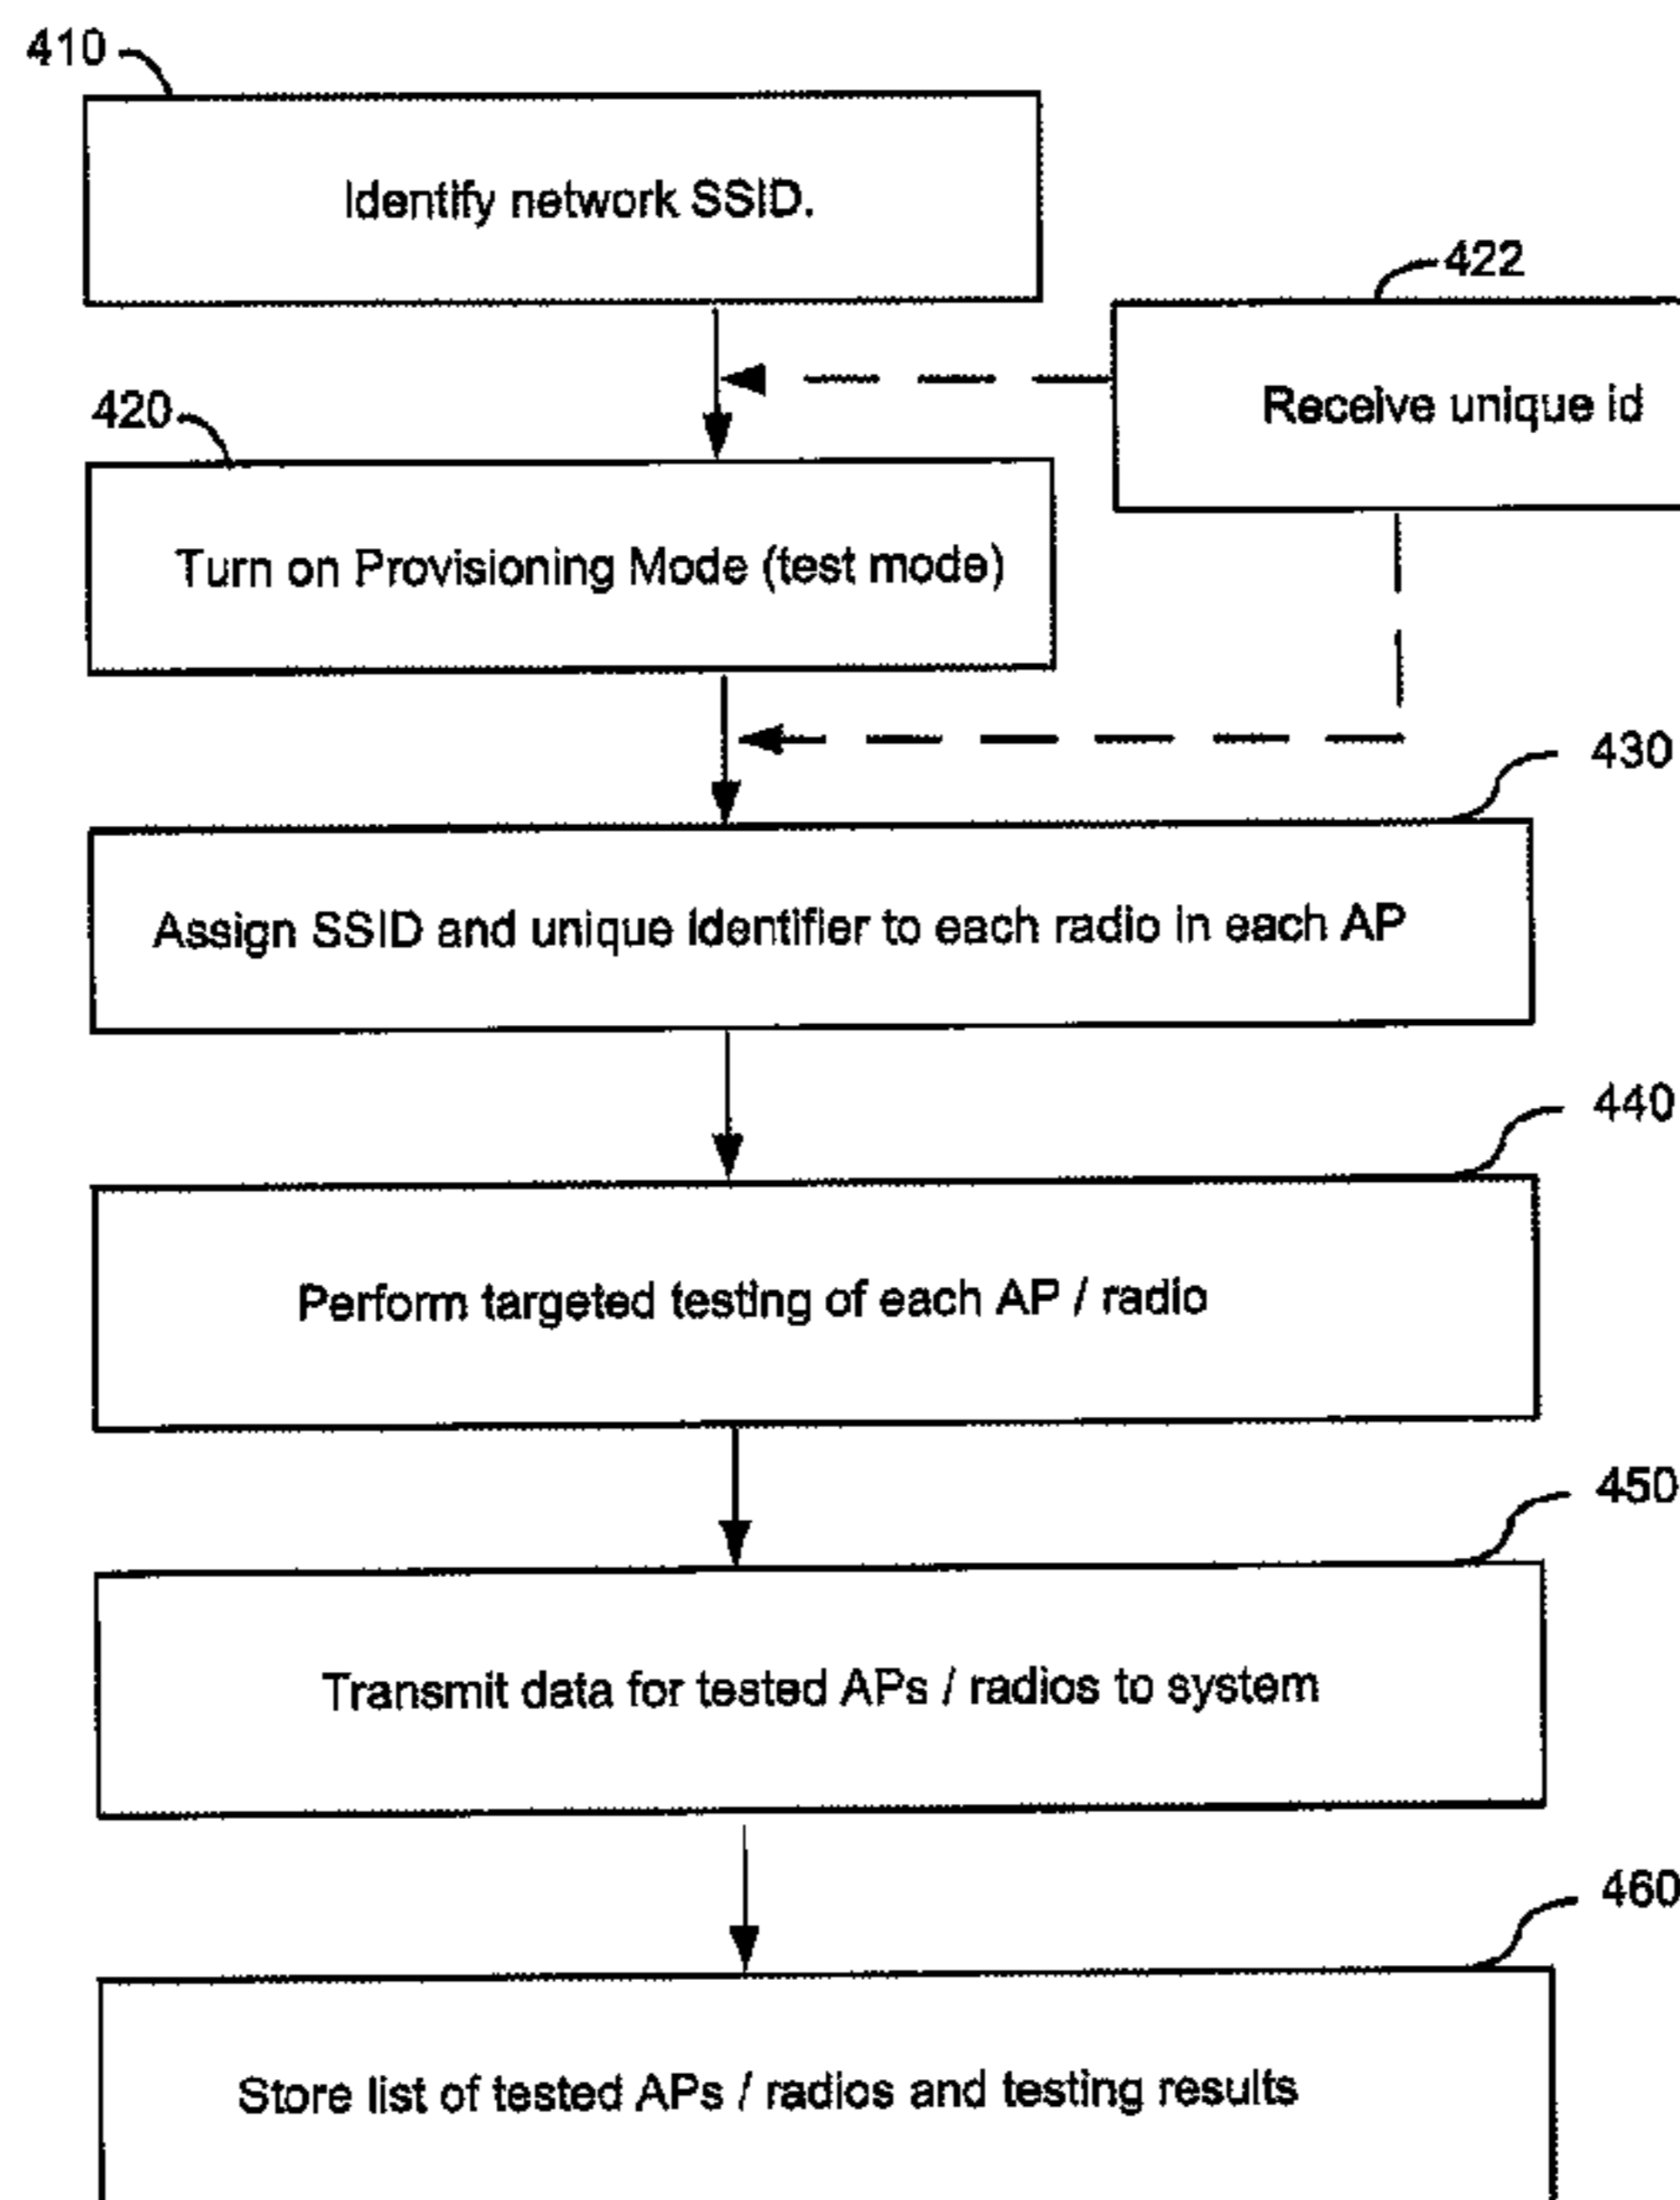 410
Identify network SSID.
422
Receive unique id
420
Turn on Provisioning Mode (test mode)
430
Assign SSID and unique identifier to each radio in each AP
440
Perform targeted testing of each AP / radio
450
Transmit data for tested APs / radios to system
460
Store list of tested APs / radios and testing results